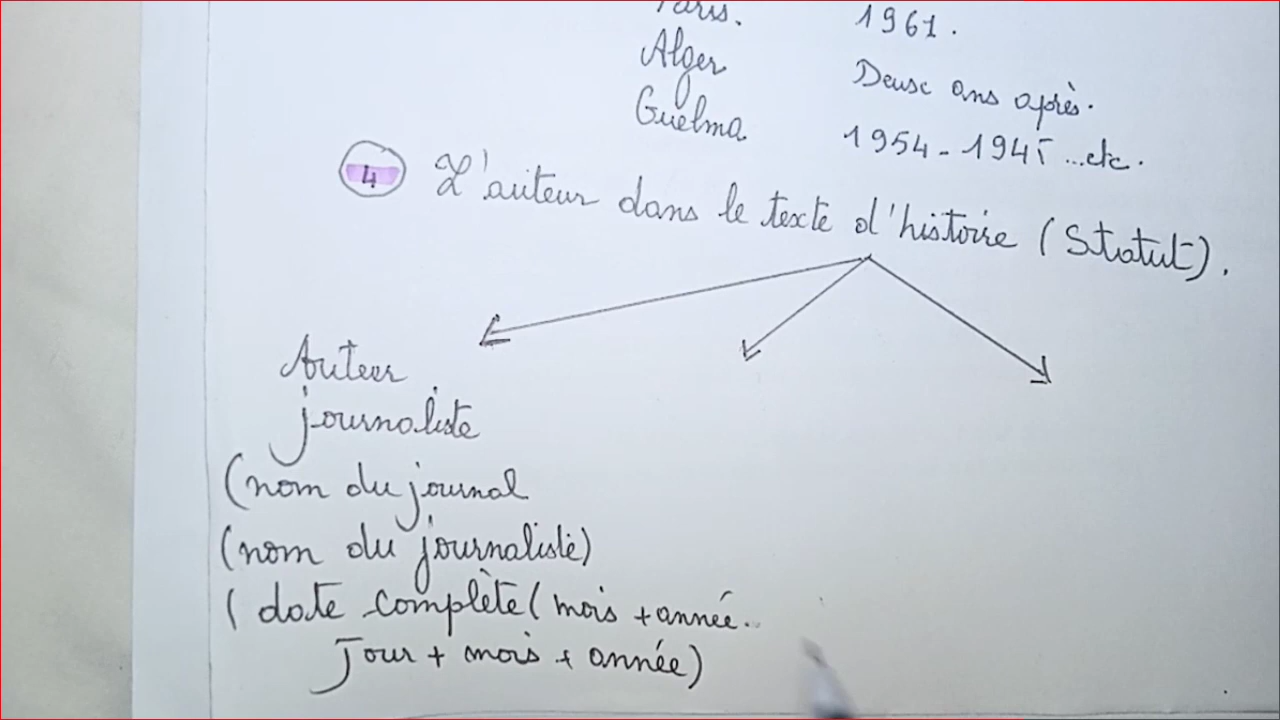 Paris. 1961.
Alger Deux ans après.
Guelma 1954-1945 ...etc.
4 L'auteur dans le texte d'histoire (Statut).
Auteur
journaliste
(nom du journal
(nom du journaliste)
( date complète (mois + année..
Jour + mois + année)